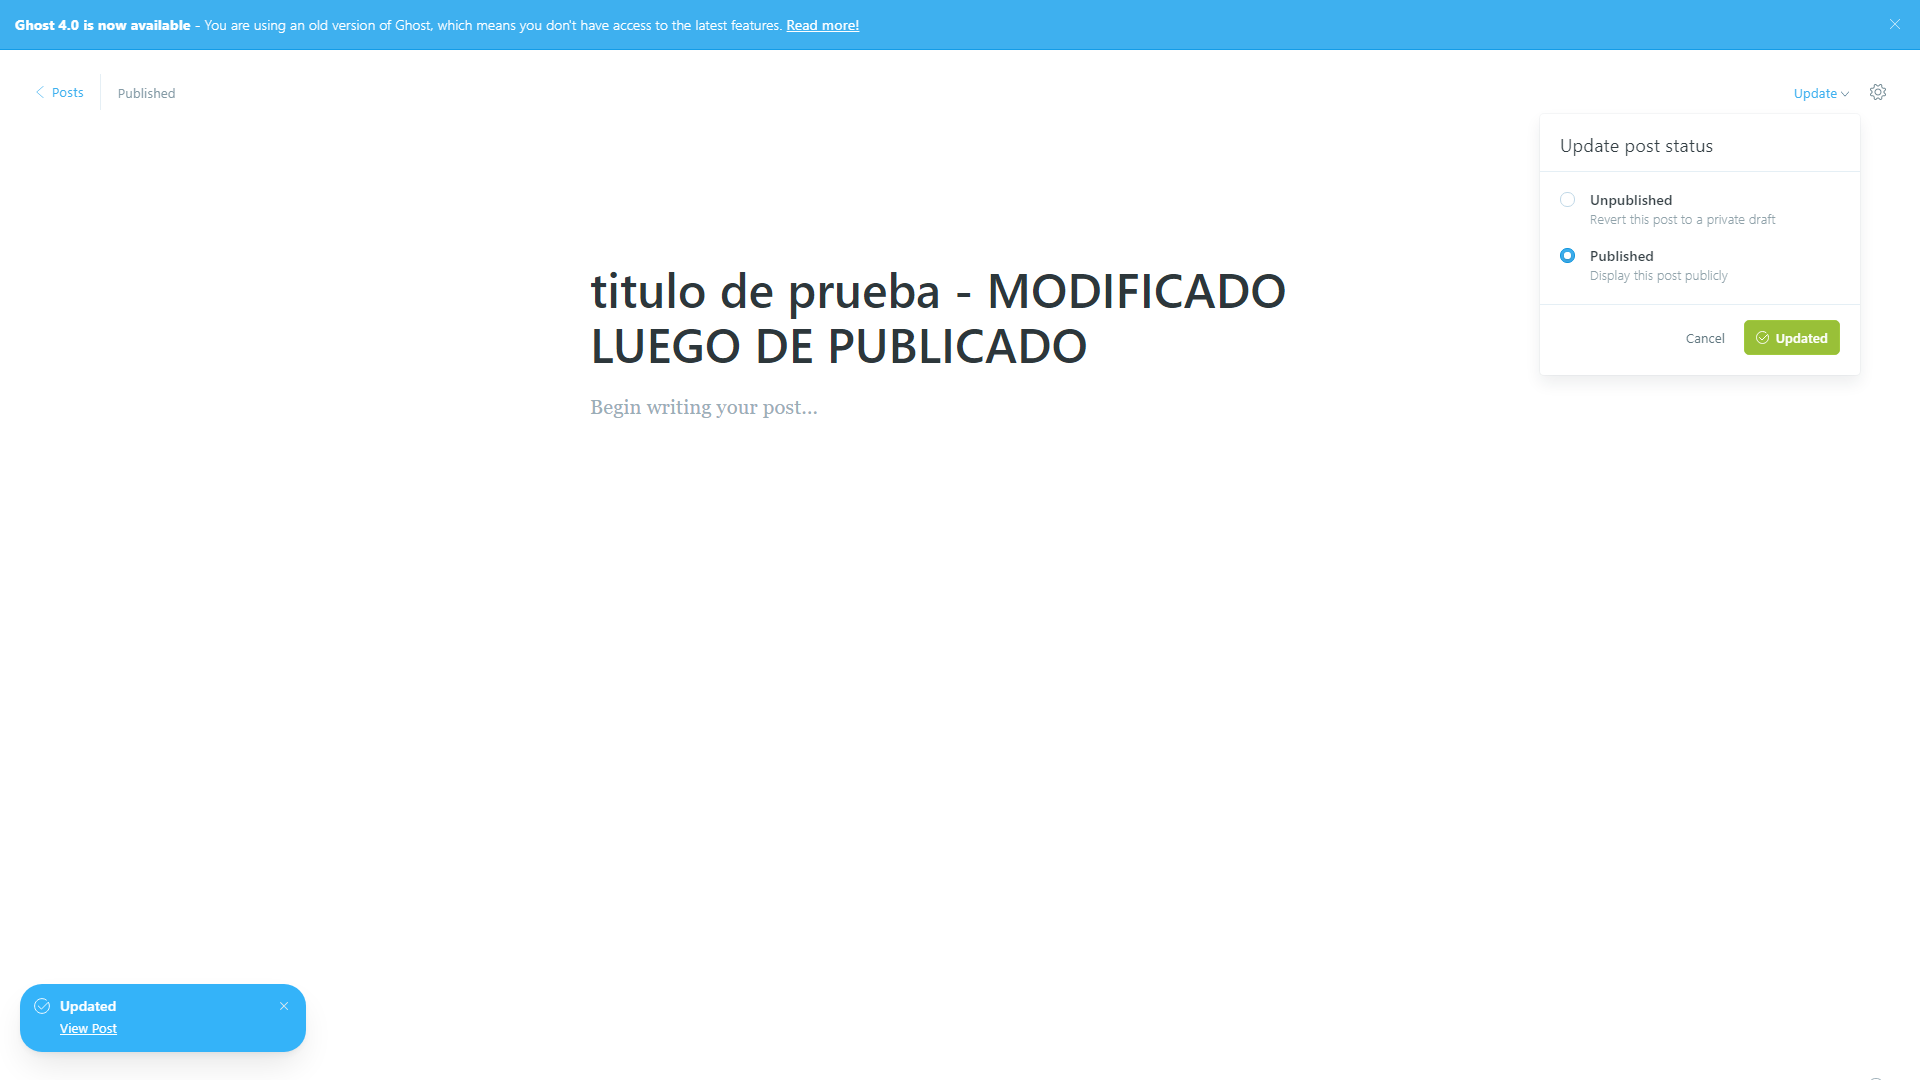 Ghost 4.0 is now available - You are using an old version of Ghost, which means you don't have access to the latest features. Read more!
Posts
Published
Update
Update post status
Unpublished
Revert this post to a private draft
Published
Display this post publicly
Cancel
Updated
titulo de prueba - MODIFICADO
LUEGO DE PUBLICADO
Begin writing your post...
Updated
View Post